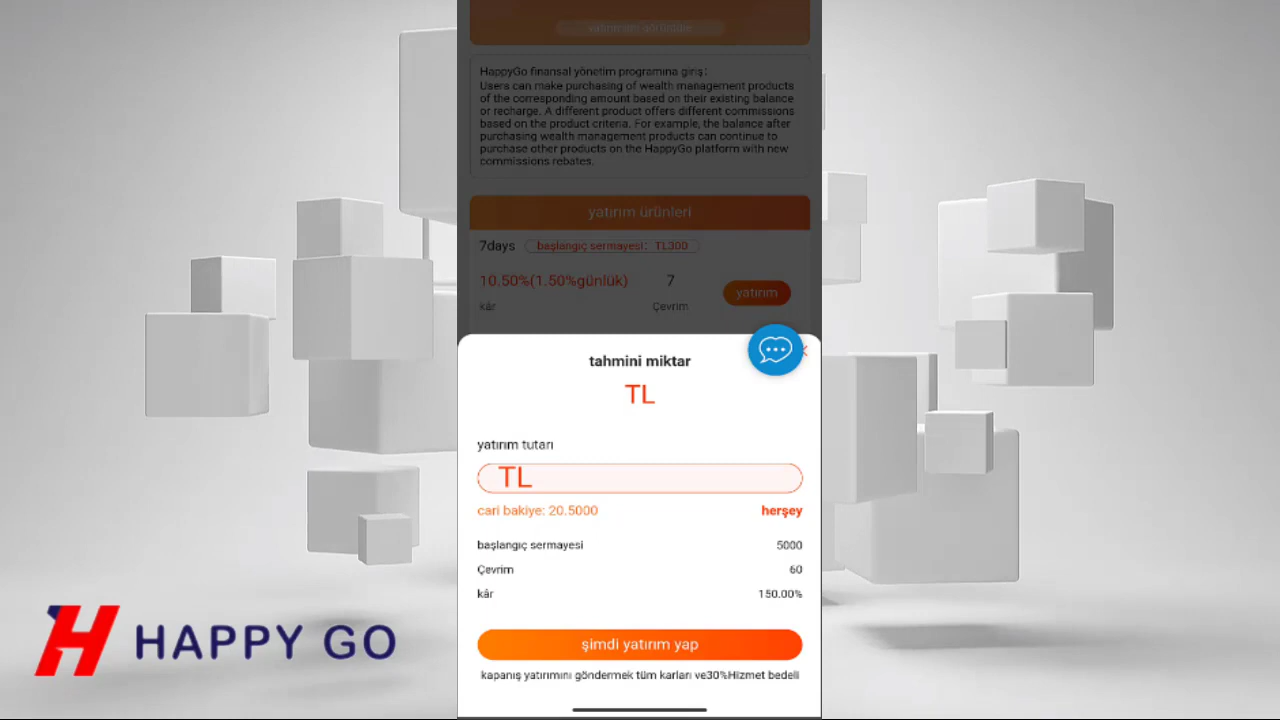 yatırımları görüntüle
HappyGo finansal yönetim programına giriş：
Users can make purchasing of wealth management products
of the corresponding amount based on their existing balance
or recharge. A different product offers different commissions
based on the product criteria. For example, the balance after
purchasing wealth management products can continue to
purchase other products on the HappyGo platform with new
commissions rebates.
yatırım ürünleri
7days başlangıç sermayesi：TL300
10.50%(1.50%günlük) 7 yatırım
kâr Çevrim
tahmini miktar
TL
yatırım tutarı
TL
cari bakiye: 20.5000 herşey
başlangıç sermayesi 5000
Çevrim 60
kâr 150.00%
şimdi yatırım yap
kapanış yatırımını göndermek tüm karları ve30%Hizmet bedeli
H HAPPY GO